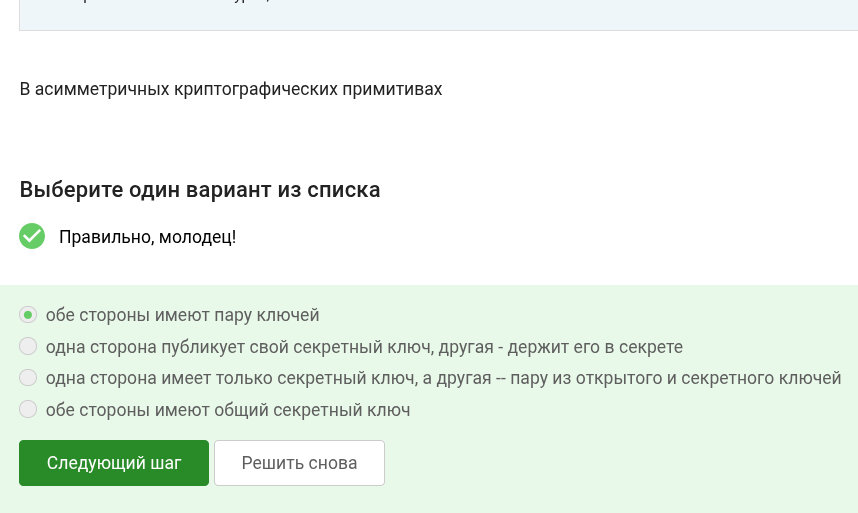 В асимметричных криптографических примитивах
Выберите один вариант из списка
Правильно, молодец!
обе стороны имеют пару ключей
одна сторона публикует свой секретный ключ, другая - держит его в секрете
одна сторона имеет только секретный ключ, а другая -- пару из открытого и секретного ключей
обе стороны имеют общий секретный ключ
Следующий шаг
Решить снова